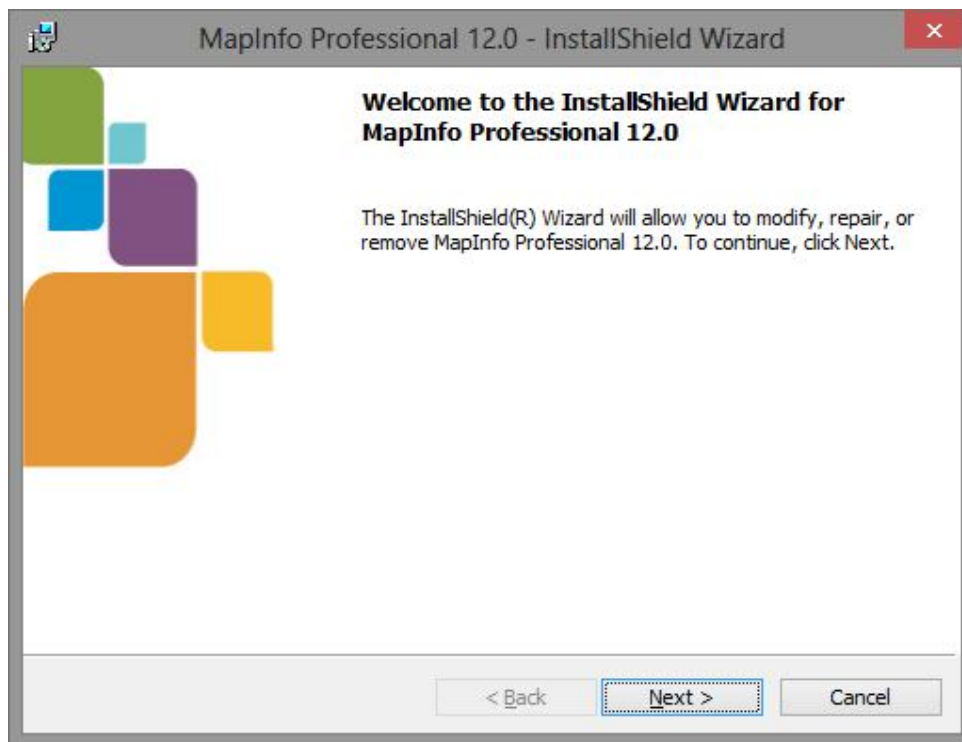 MapInfo Professional 12.0 - InstallShield Wizard
Welcome to the InstallShield Wizard for
MapInfo Professional 12.0
The InstallShield(R) Wizard will allow you to modify, repair, or
remove MapInfo Professional 12.0. To continue, click Next.
< Back
Next >
Cancel